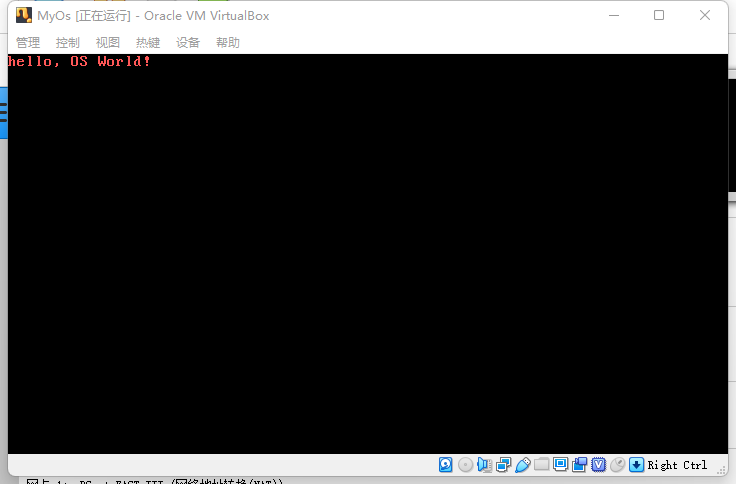 MyOs [正在运行] - Oracle VM VirtualBox
管理 控制 视图 热键 设备 帮助
hello, OS World!
Right Ctrl